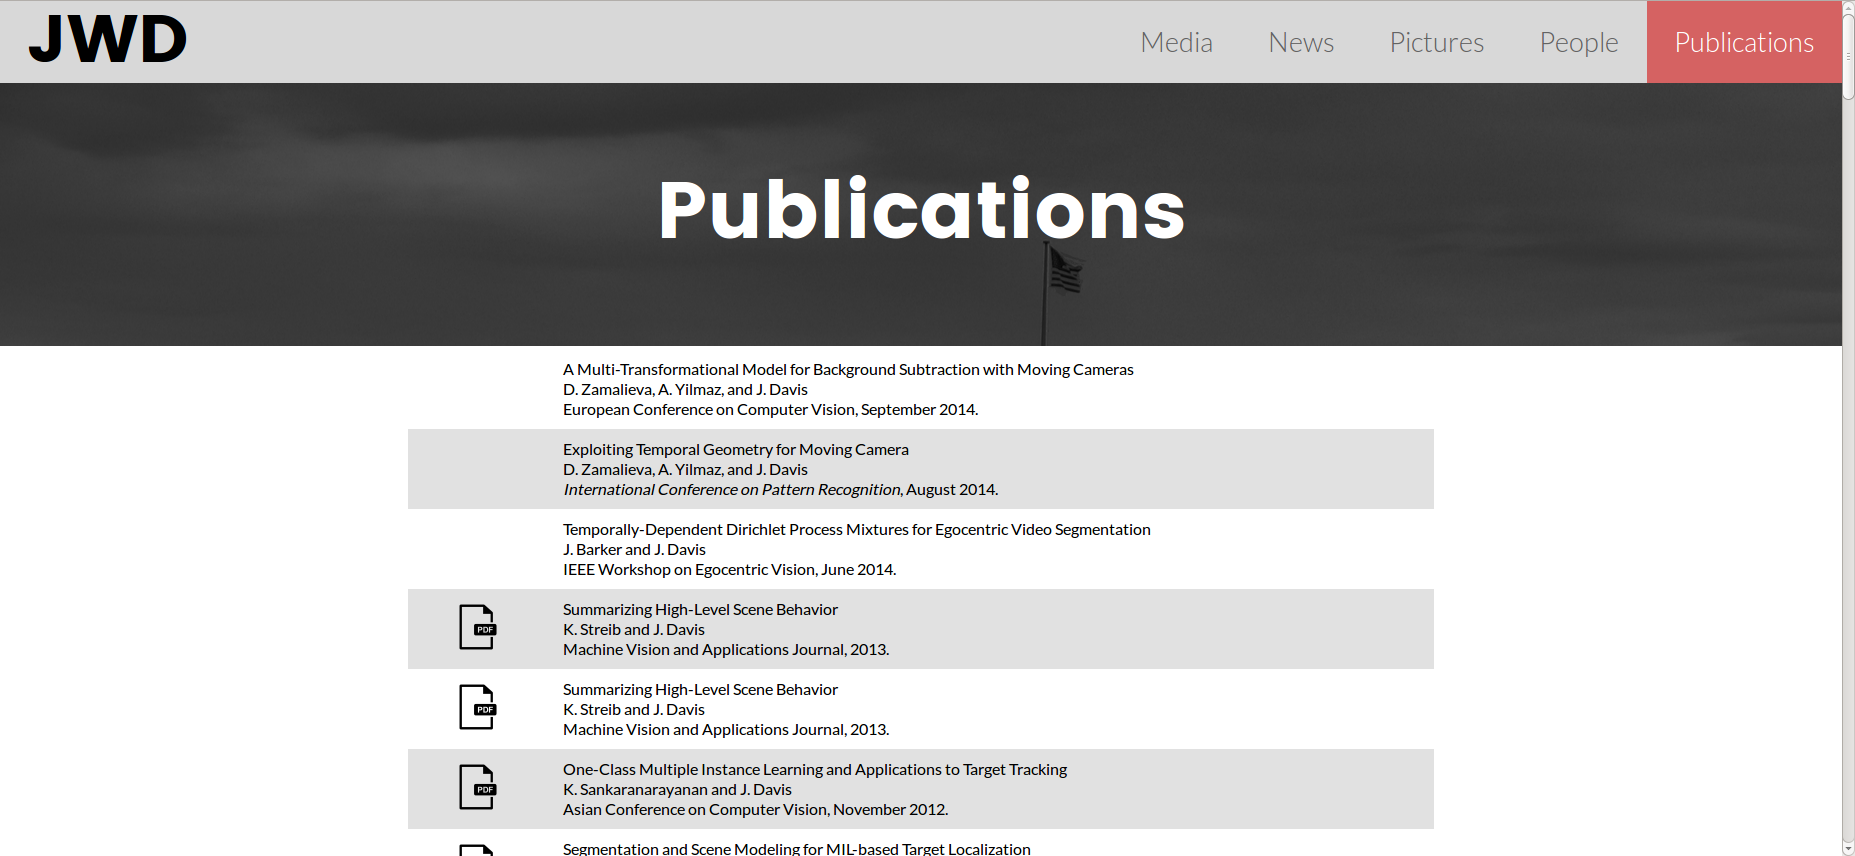 JWD
Media
News
Pictures
People
Publications
Publications
A Multi-Transformational Model for Background Subtraction with Moving Cameras
D. Zamalieva, A. Yilmaz, and J. Davis
European Conference on Computer Vision, September 2014.
Exploiting Temporal Geometry for Moving Camera
D. Zamalieva, A. Yilmaz, and J. Davis
International Conference on Pattern Recognition, August 2014.
Temporally-Dependent Dirichlet Process Mixtures for Egocentric Video Segmentation
J. Barker and J. Davis
IEEE Workshop on Egocentric Vision, June 2014.
PDF
Summarizing High-Level Scene Behavior
K. Streib and J. Davis
Machine Vision and Applications Journal, 2013.
PDF
Summarizing High-Level Scene Behavior
K. Streib and J. Davis
Machine Vision and Applications Journal, 2013.
PDF
One-Class Multiple Instance Learning and Applications to Target Tracking
K. Sankaranarayanan and J. Davis
Asian Conference on Computer Vision, November 2012.
Segmentation and Scene Modeling for MIL-based Target Localization